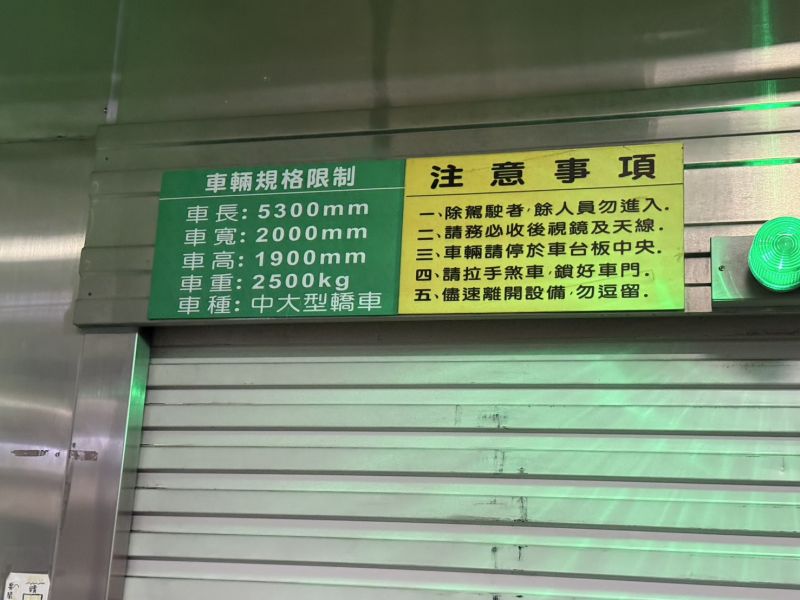 車輛規格限制
車長: 5300mm
車寬: 2000mm
車高: 1900mm
車重: 2500kg
車種: 中大型轎車
注意事項
一、除駕駛者,餘人員勿進入.
二、請務必收後視鏡及天線.
三、車輛請停於車台板中央.
四、請拉手煞車,鎖好車門.
五、儘速離開設備,勿逗留.